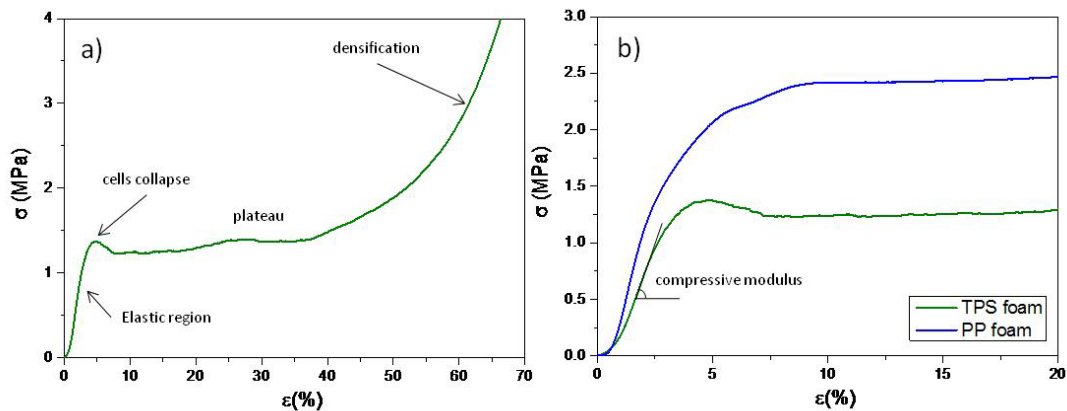 a)
4
3
2
1
0
σ (MPa)
densification
cells collapse
plateau
Elastic region
0 10 20 30 40 50 60 70
ε(%)
b)
3.0
2.5
2.0
1.5
1.0
0.5
0.0
σ (MPa)
compressive modulus
TPS foam
PP foam
0 5 10 15 20
ε(%)